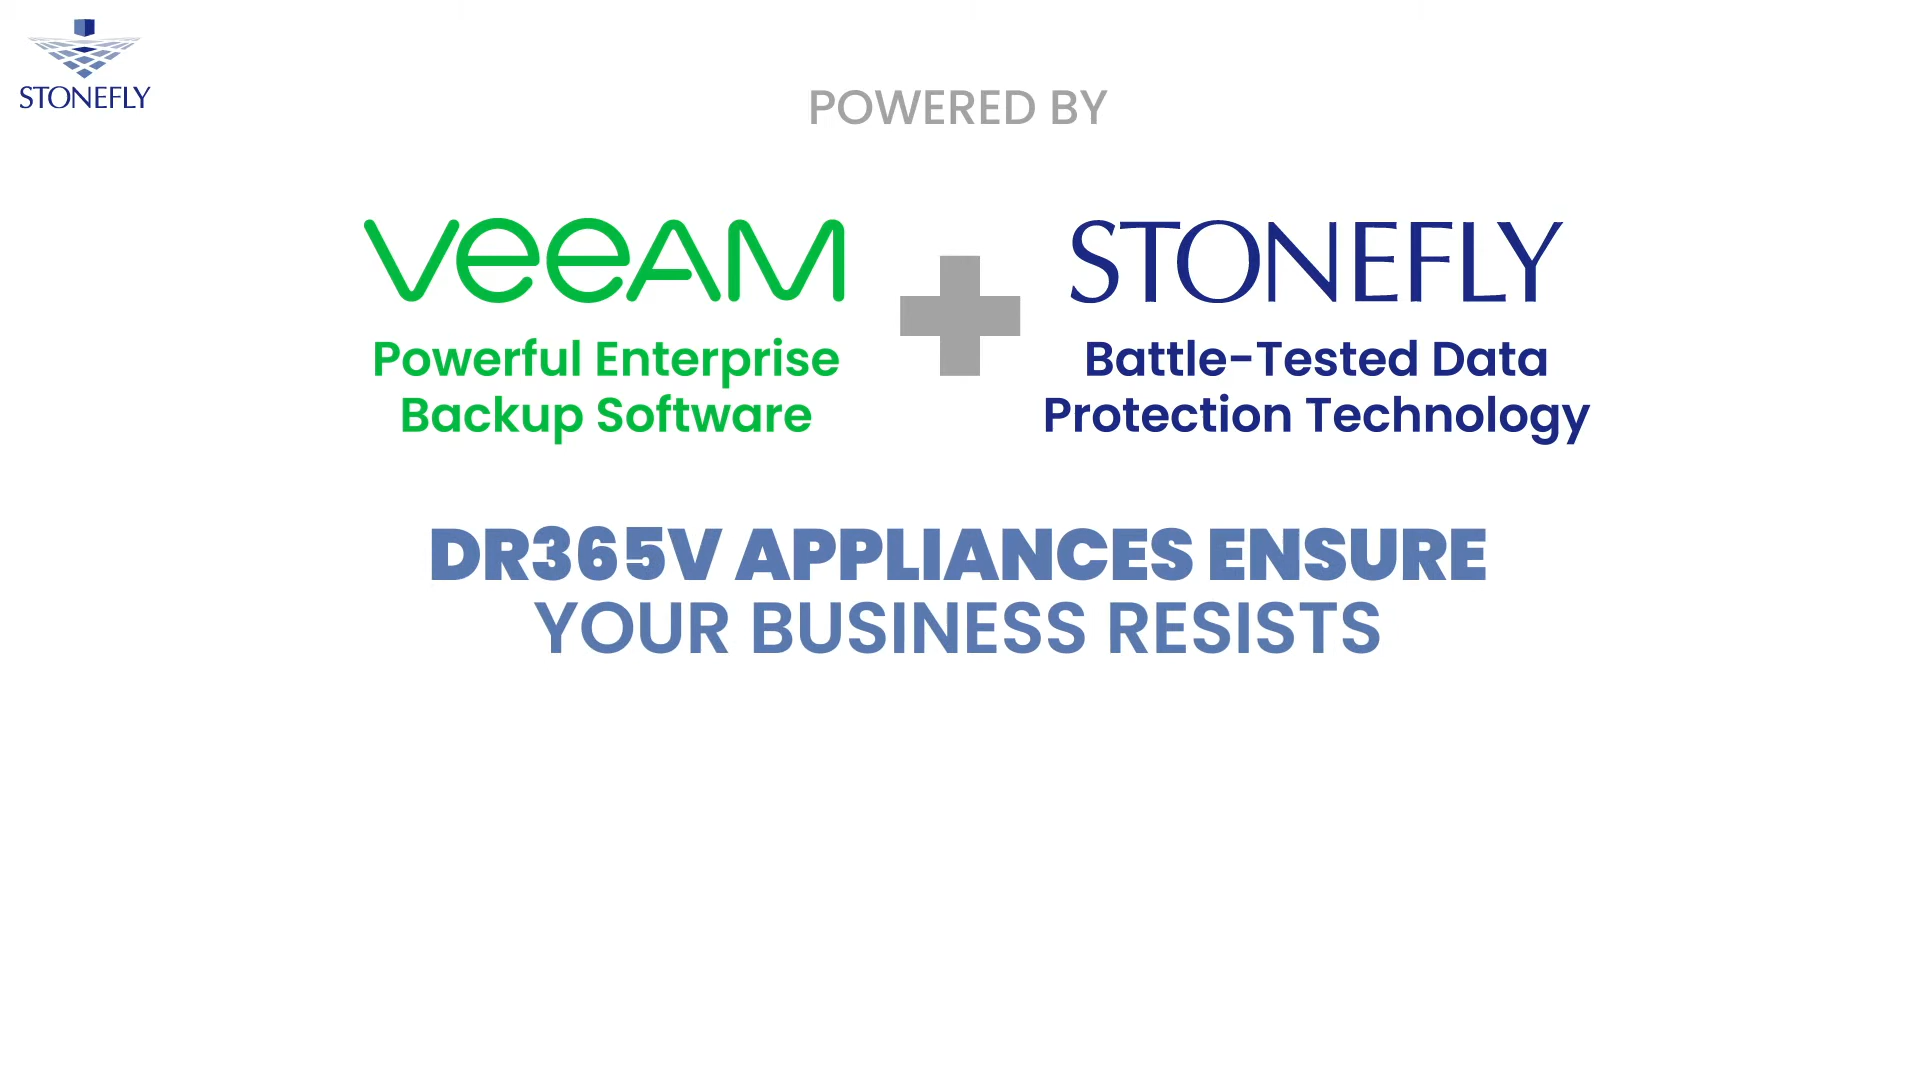 STONEFLY
POWERED BY
veeAM
STONEFLY
Powerful Enterprise
Backup Software
Battle-Tested Data
Protection Technology
DR365V APPLIANCES ENSURE
YOUR BUSINESS RESISTS